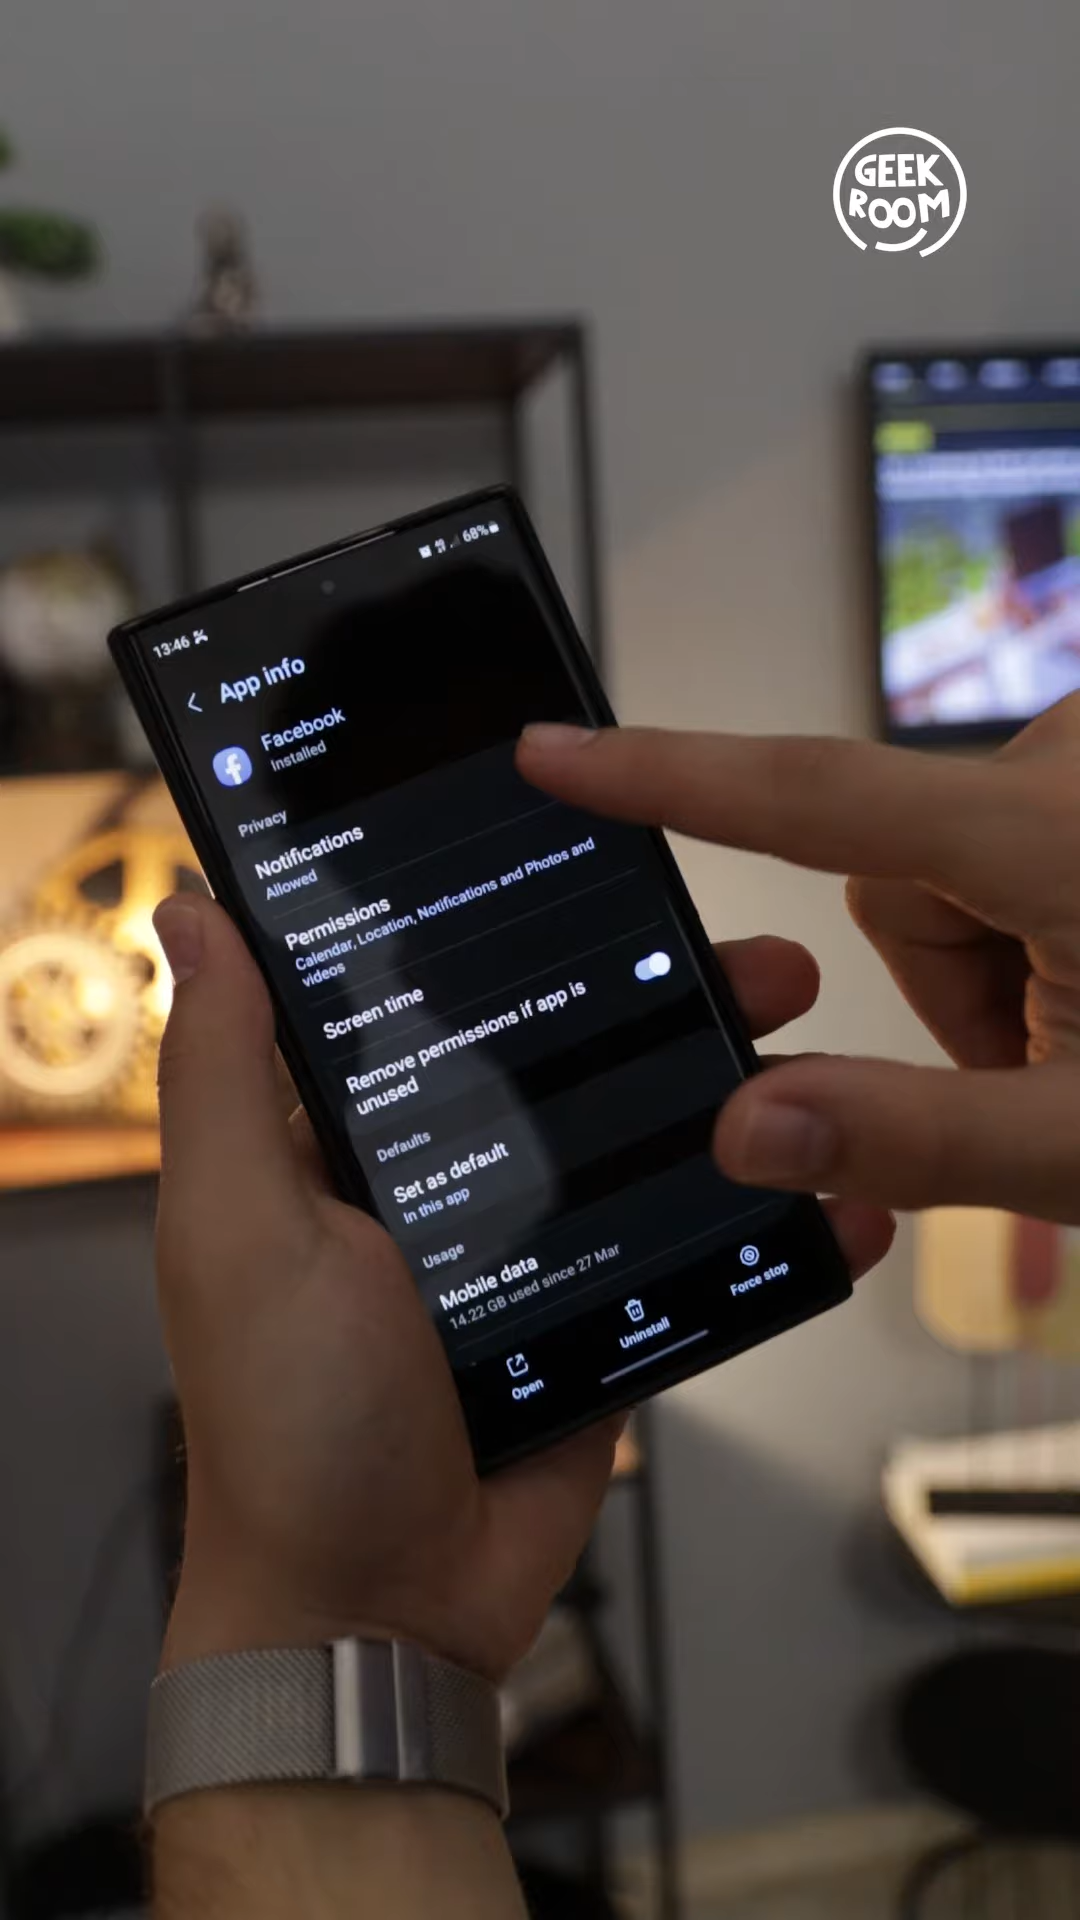 GEEK
ROOM
13:46
68%
App info
Facebook
Installed
Privacy
Notifications
Allowed
Permissions
Calendar, Location, Notifications and Photos and
videos
Screen time
Remove permissions if app is
unused
Defaults
Set as default
In this app
Usage
Mobile data
14.22 GB used since 27 Mar
Open
Uninstall
Force stop